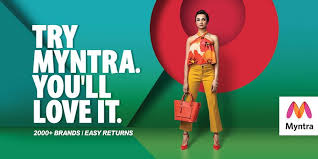 TRY
MYNTRA.
YOU'LL
LOVE IT.
2000+ BRANDS | EASY RETURNS
Myntra